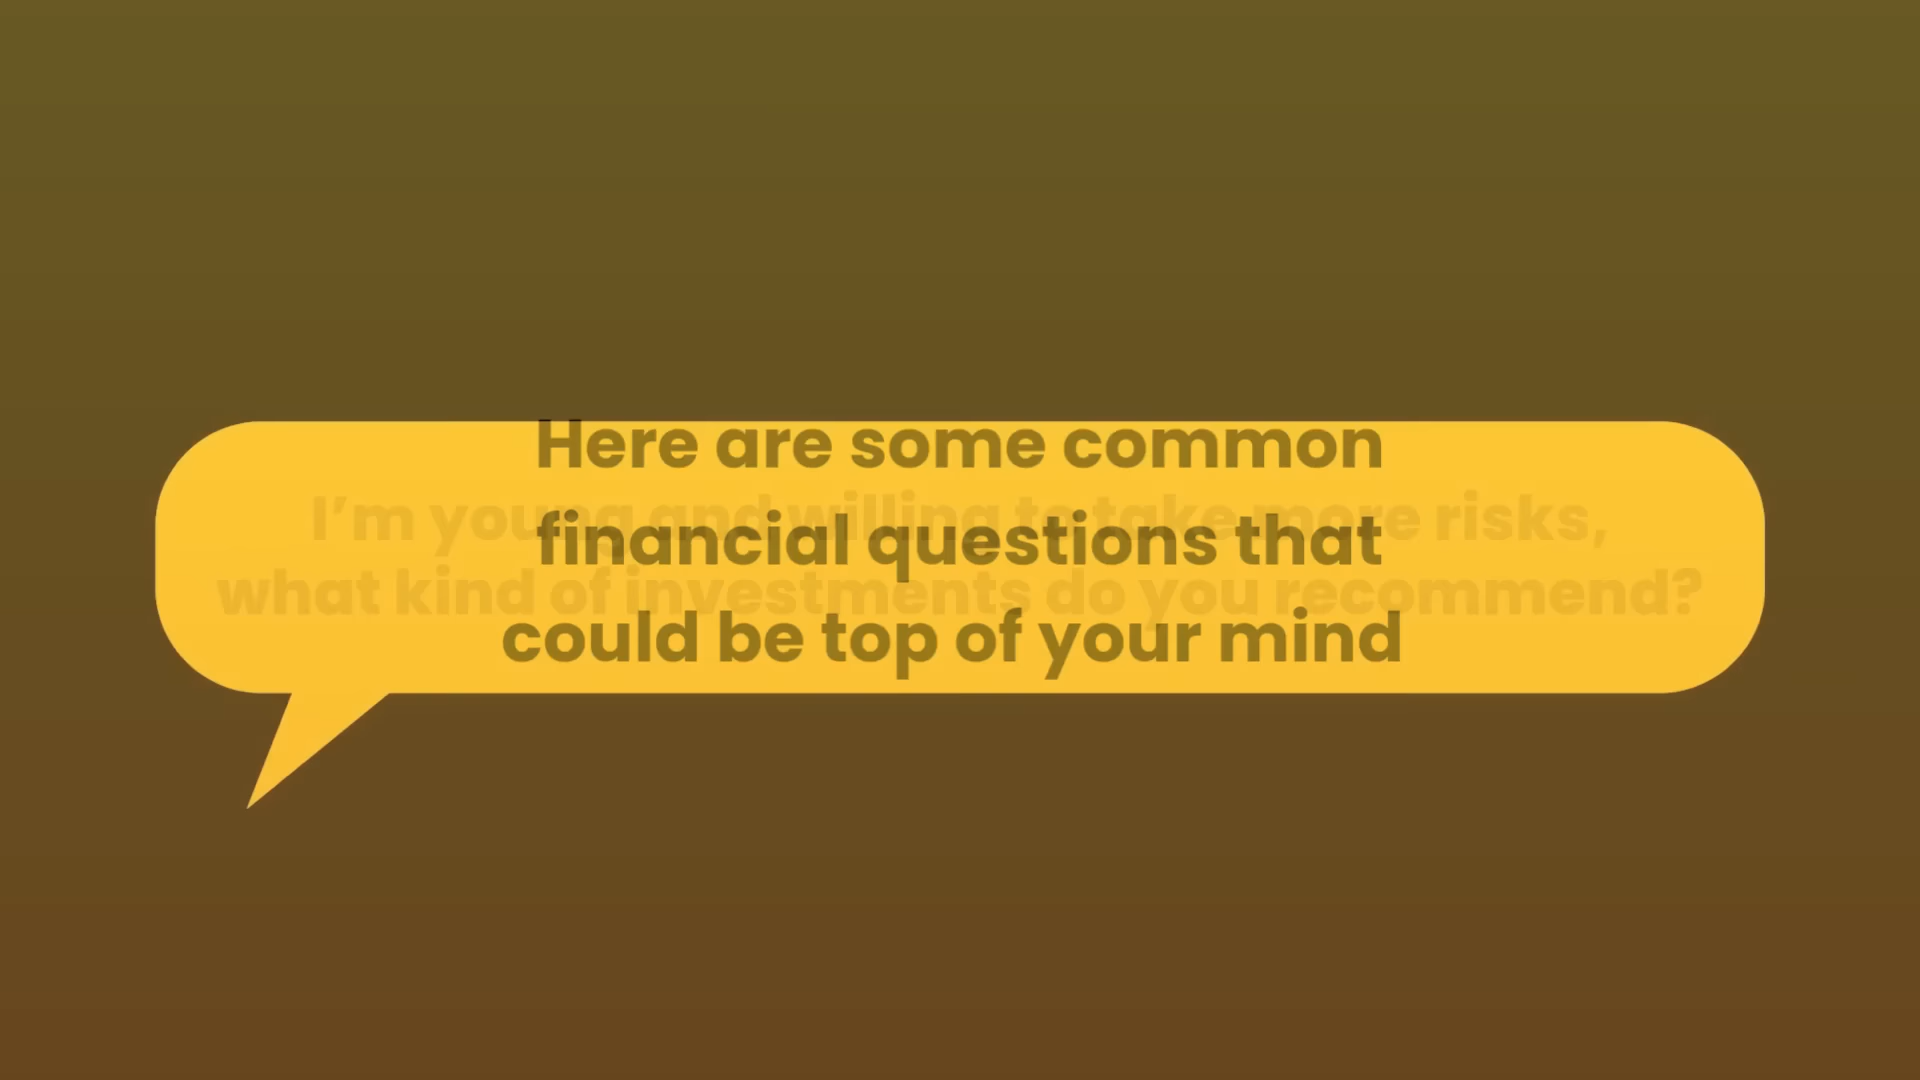 Here are some common
financial questions that
could be top of your mind
I’m young and willing to take more risks,
what kind of investments do you recommend?